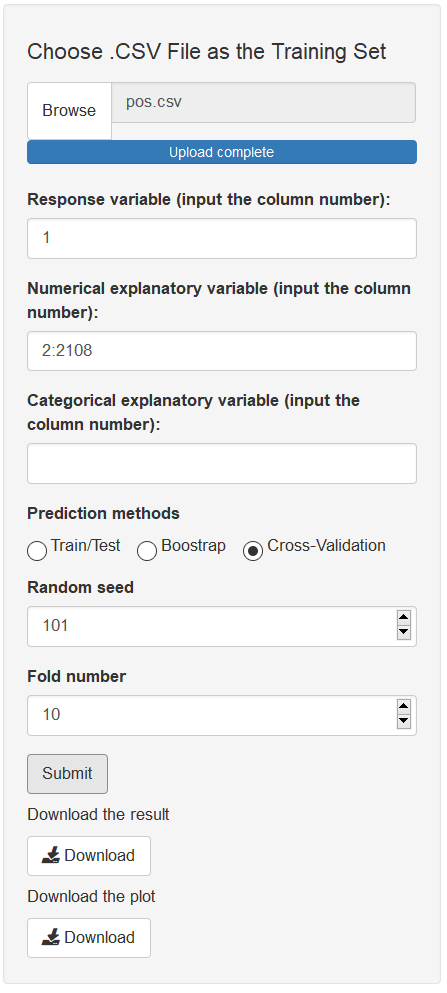 Choose .CSV File as the Training Set
Browse pos.csv
Upload complete
Response variable (input the column number):
1
Numerical explanatory variable (input the column
number):
2:2108
Categorical explanatory variable (input the
column number):
Prediction methods
Train/Test Boostrap Cross-Validation
Random seed
101
Fold number
10
Submit
Download the result
Download
Download the plot
Download